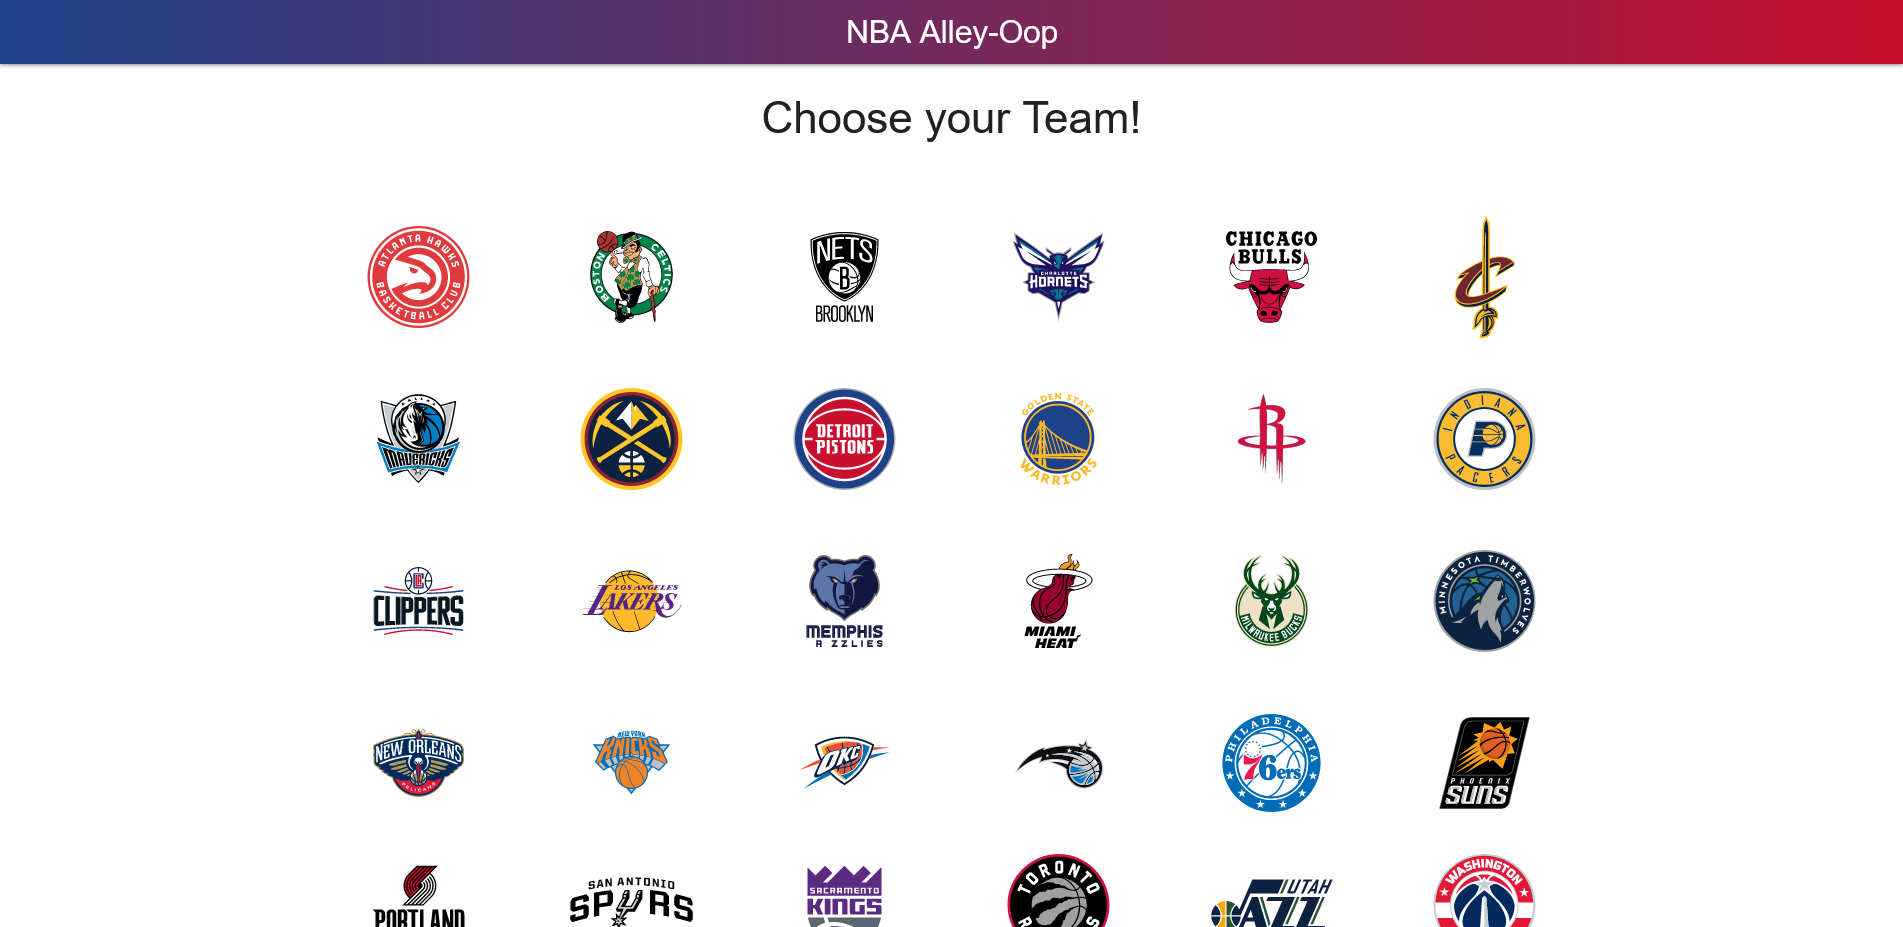 NBA Alley-Oop
Choose your Team!
ATLANTA HAWKS
BASKETBALL CLUB
BOSTON
CELTICS
NETS
B
BROOKLYN
CHARLOTTE
HORNETS
CHICAGO
BULLS
C
DALLAS
MAVERICKS
DETROIT
PISTONS
GOLDEN STATE
WARRIORS
R
INDIANA
P
PACERS
LC
CLIPPERS
LOS ANGELES
LAKERS
MEMPHIS
R ZZLIES
MIAMI
HEAT
MILWAUKEE BUCKS
MINNESOTA TIMBERWOLVES
NEW ORLEANS
PELICANS
NEW YORK
KNICKS
OKC
PHILADELPHIA
76ers
PHOENIX
SUNS
PORTLAND
SAN ANTONIO
SPURS
SACRAMENTO
KINGS
TORONTO
R S
UTAH
JAZZ
WASHINGTON